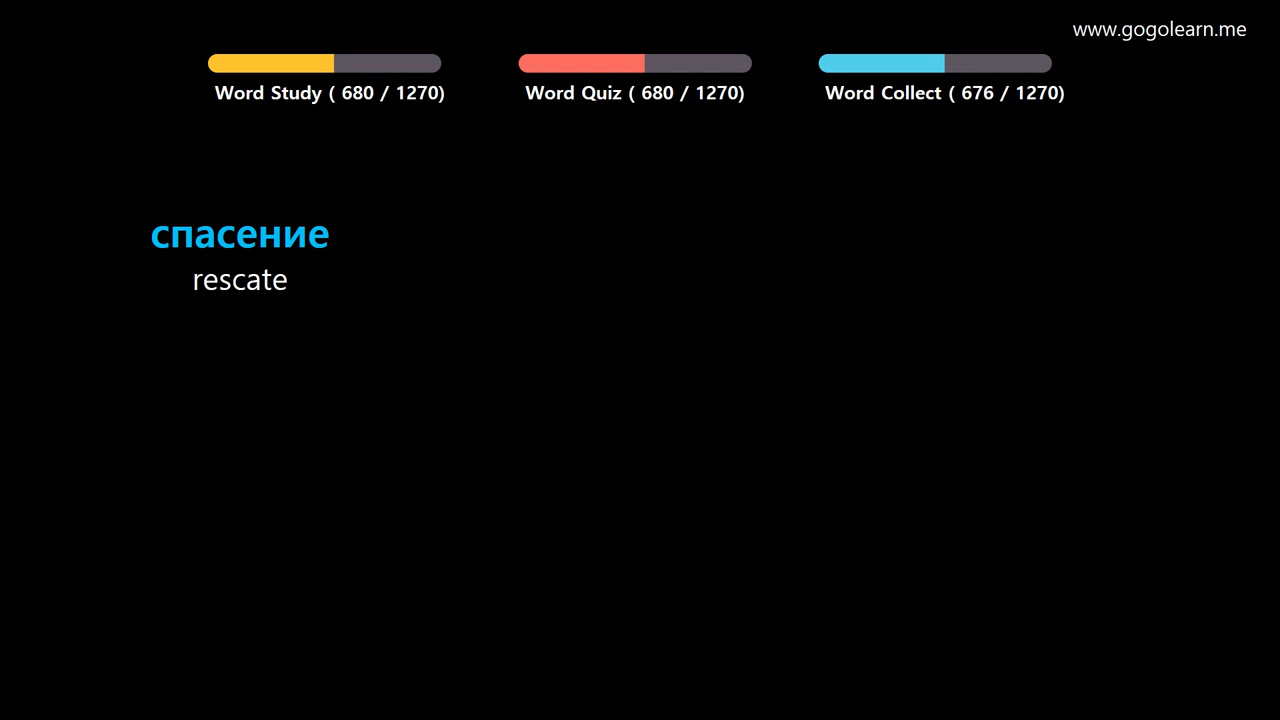 www.gogolearn.me
Word Study ( 680 / 1270)
Word Quiz ( 680 / 1270)
Word Collect ( 676 / 1270)
спасение
rescate